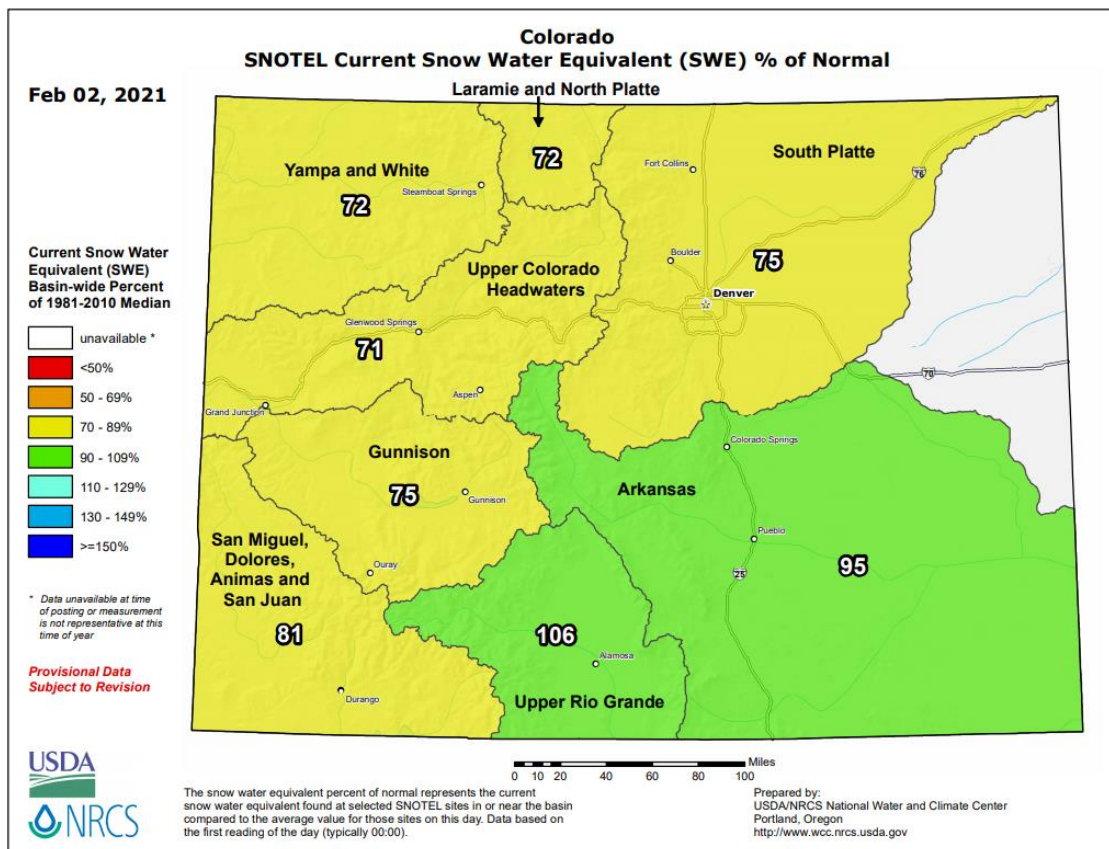 Colorado
SNOTEL Current Snow Water Equivalent (SWE) % of Normal
Feb 02, 2021
Laramie and North Platte
72
Yampa and White
72
Steamboat Springs
Fort Collins
South Platte
76
Boulder
75
Denver
Upper Colorado
Headwaters
Glenwood Springs
71
Aspen
70
Grand Junction
Gunnison
75
Gunnison
Colorado Springs
Arkansas
Pueblo
95
25
San Miguel,
Dolores,
Animas and
San Juan
81
Ouray
Durango
106
Alamosa
Upper Rio Grande
Current Snow Water
Equivalent (SWE)
Basin-wide Percent
of 1981-2010 Median
unavailable *
<50%
50 - 69%
70 - 89%
90 - 109%
110 - 129%
130 - 149%
>=150%
* Data unavailable at time
of posting or measurement
is not representative at this
time of year
Provisional Data
Subject to Revision
USDA
NRCS
Miles
0 10 20 40 60 80 100
The snow water equivalent percent of normal represents the current
snow water equivalent found at selected SNOTEL sites in or near the basin
compared to the average value for those sites on this day. Data based on
the first reading of the day (typically 00:00).
Prepared by:
USDA/NRCS National Water and Climate Center
Portland, Oregon
http://www.wcc.nrcs.usda.gov